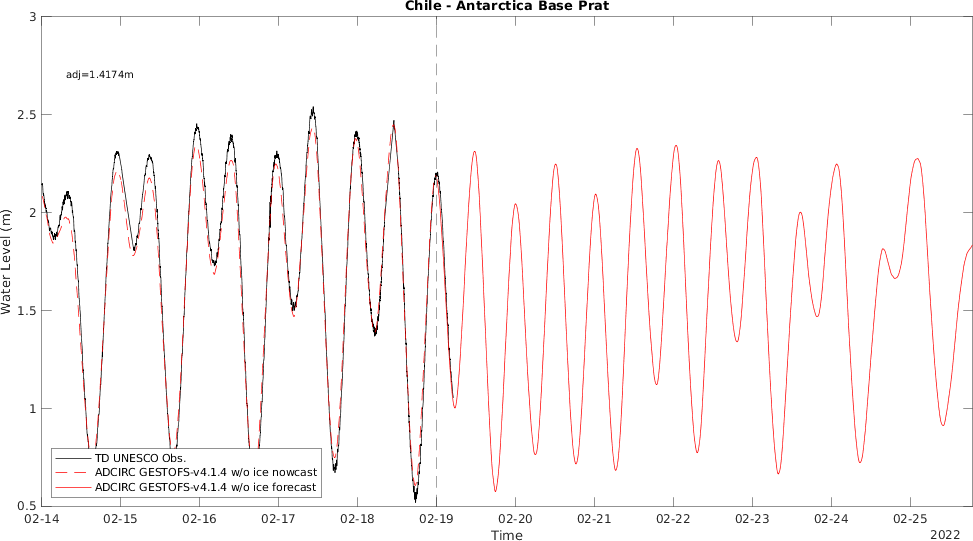 Chile - Antarctica Base Prat
3
adj=1.4174m
2.5
2
Water Level (m)
1.5
1
TD UNESCO Obs.
ADCIRC GESTOFS-v4.1.4 w/o ice nowcast
ADCIRC GESTOFS-v4.1.4 w/o ice forecast
0.5
02-14 02-15 02-16 02-17 02-18 02-19 02-20 02-21 02-22 02-23 02-24 02-25
Time
2022